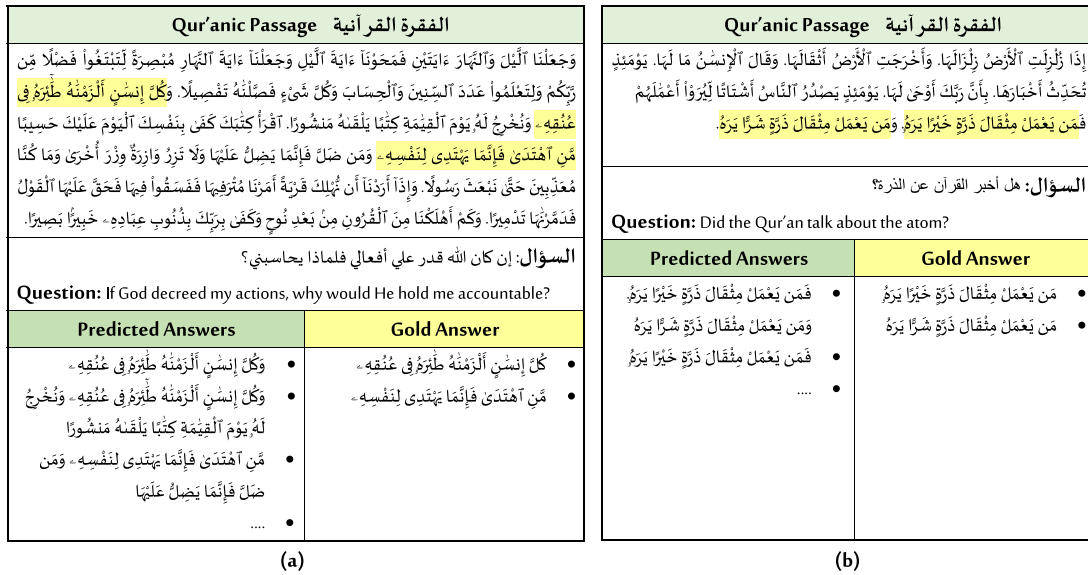 Qur'anic Passage الفقرة القرآنية
وَجَعَلْنَا ٱلَّيْلَ وَٱلنَّهَارَ ءَايَتَيْنِ فَمَحَوْنَآ ءَايَةَ ٱلَّيْلِ وَجَعَلْنَآ ءَايَةَ ٱلنَّهَارِ مُبْصِرَةً لِّتَبْتَغُوا۟ فَضْلًا مِّن
رَّبِّكُمْ وَلِتَعْلَمُوا۟ عَدَدَ ٱلسِّنِينَ وَٱلْحِسَابَ وَكُلَّ شَىْءٍ فَصَّلْنَٰهُ تَفْصِيلًا. وَكُلَّ إِنسَٰنٍ أَلْزَمْنَٰهُ طَٰٓئِرَهُۥ فِى
عُنُقِهِۦ وَنُخْرِجُ لَهُۥ يَوْمَ ٱلْقِيَٰمَةِ كِتَٰبًا يَلْقَىٰهُ مَنشُورًا. ٱقْرَأْ كِتَٰبَكَ كَفَىٰ بِنَفْسِكَ ٱلْيَوْمَ عَلَيْكَ حَسِيبًا
مَّنِ ٱهْتَدَىٰ فَإِنَّمَا يَهْتَدِى لِنَفْسِهِۦ وَمَن ضَلَّ فَإِنَّمَا يَضِلُّ عَلَيْهَا وَلَا تَزِرُ وَازِرَةٌ وِزْرَ أُخْرَىٰ وَمَا كُنَّا
مُعَذِّبِينَ حَتَّىٰ نَبْعَثَ رَسُولًا. وَإِذَآ أَرَدْنَآ أَن نُّهْلِكَ قَرْيَةً أَمَرْنَا مُتْرَفِيهَا فَفَسَقُوا۟ فِيهَا فَحَقَّ عَلَيْهَا ٱلْقَوْلُ
فَدَمَّرْنَٰهَا تَدْمِيرًا. وَكَمْ أَهْلَكْنَا مِنَ ٱلْقُرُونِ مِنۢ بَعْدِ نُوحٍ وَكَفَىٰ بِرَبِّكَ بِذُنُوبِ عِبَادِهِۦ خَبِيرًۢا بَصِيرًا.
السؤال: إن كان الله قدر علي أفعالي فلماذا يحاسبني؟
Question: If God decreed my actions, why would He hold me accountable?
Predicted Answers
• وَكُلَّ إِنسَٰنٍ أَلْزَمْنَٰهُ طَٰٓئِرَهُۥ فِى عُنُقِهِۦ
• وَكُلَّ إِنسَٰنٍ أَلْزَمْنَٰهُ طَٰٓئِرَهُۥ فِى عُنُقِهِۦ وَنُخْرِجُ
لَهُۥ يَوْمَ ٱلْقِيَٰمَةِ كِتَٰبًا يَلْقَىٰهُ مَنشُورًا
• مَّنِ ٱهْتَدَىٰ فَإِنَّمَا يَهْتَدِى لِنَفْسِهِۦ وَمَن
ضَلَّ فَإِنَّمَا يَضِلُّ عَلَيْهَا
• ....
Gold Answer
• كُلَّ إِنسَٰنٍ أَلْزَمْنَٰهُ طَٰٓئِرَهُۥ فِى عُنُقِهِۦ
• مَّنِ ٱهْتَدَىٰ فَإِنَّمَا يَهْتَدِى لِنَفْسِهِۦ
(a)
Qur'anic Passage الفقرة القرآنية
إِذَا زُلْزِلَتِ ٱلْأَرْضُ زِلْزَالَهَا. وَأَخْرَجَتِ ٱلْأَرْضُ أَثْقَالَهَا. وَقَالَ ٱلْإِنسَٰنُ مَا لَهَا. يَوْمَئِذٍ
تُحَدِّثُ أَخْبَارَهَا. بِأَنَّ رَبَّكَ أَوْحَىٰ لَهَا. يَوْمَئِذٍ يَصْدُرُ ٱلنَّاسُ أَشْتَاتًا لِّيُرَوْا۟ أَعْمَٰلَهُمْ
فَمَن يَعْمَلْ مِثْقَالَ ذَرَّةٍ خَيْرًا يَرَهُۥ وَمَن يَعْمَلْ مِثْقَالَ ذَرَّةٍ شَرًّا يَرَهُۥ.
السؤال: هل أخبر القرآن عن الذرة؟
Question: Did the Qur'an talk about the atom?
Predicted Answers
• فَمَن يَعْمَلْ مِثْقَالَ ذَرَّةٍ خَيْرًا يَرَهُۥ
وَمَن يَعْمَلْ مِثْقَالَ ذَرَّةٍ شَرًّا يَرَهُۥ
• فَمَن يَعْمَلْ مِثْقَالَ ذَرَّةٍ خَيْرًا يَرَهُۥ
• ....
Gold Answer
• مَن يَعْمَلْ مِثْقَالَ ذَرَّةٍ خَيْرًا يَرَهُۥ
• مَن يَعْمَلْ مِثْقَالَ ذَرَّةٍ شَرًّا يَرَهُۥ
(b)